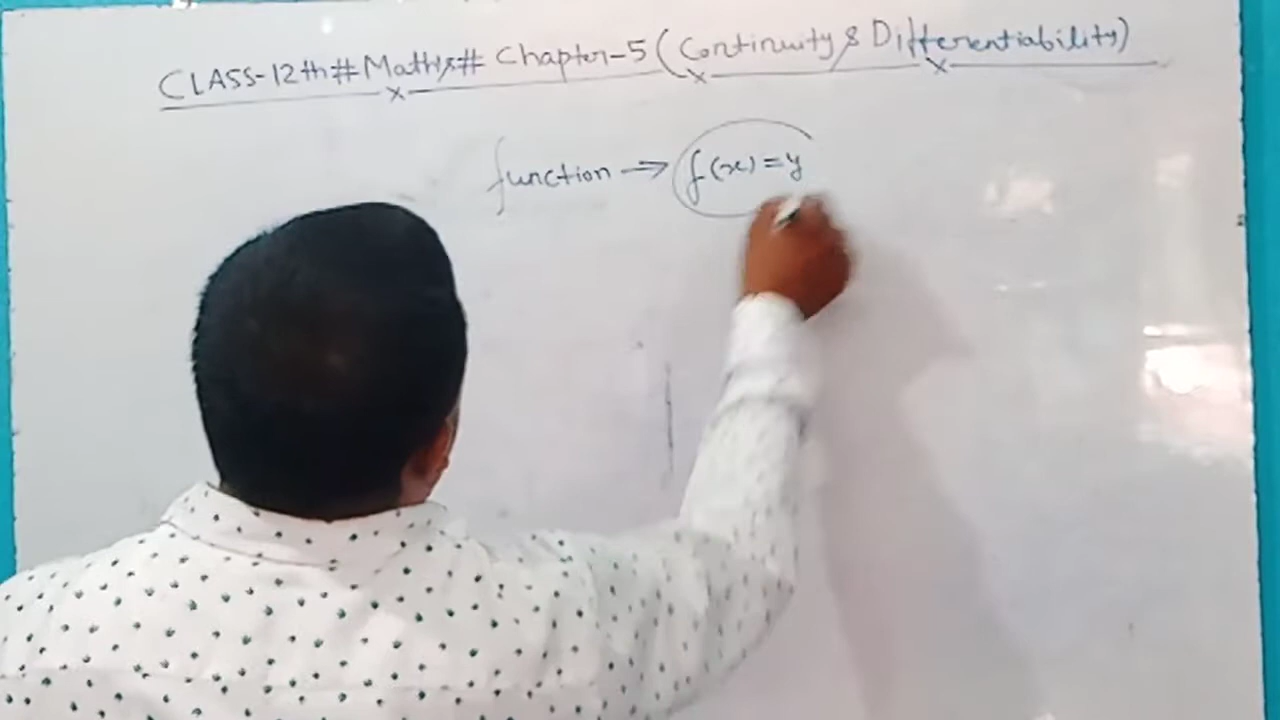 CLASS-12th#Maths#Chapter-5(Continuity & Differentiability)
function→f(x)=y